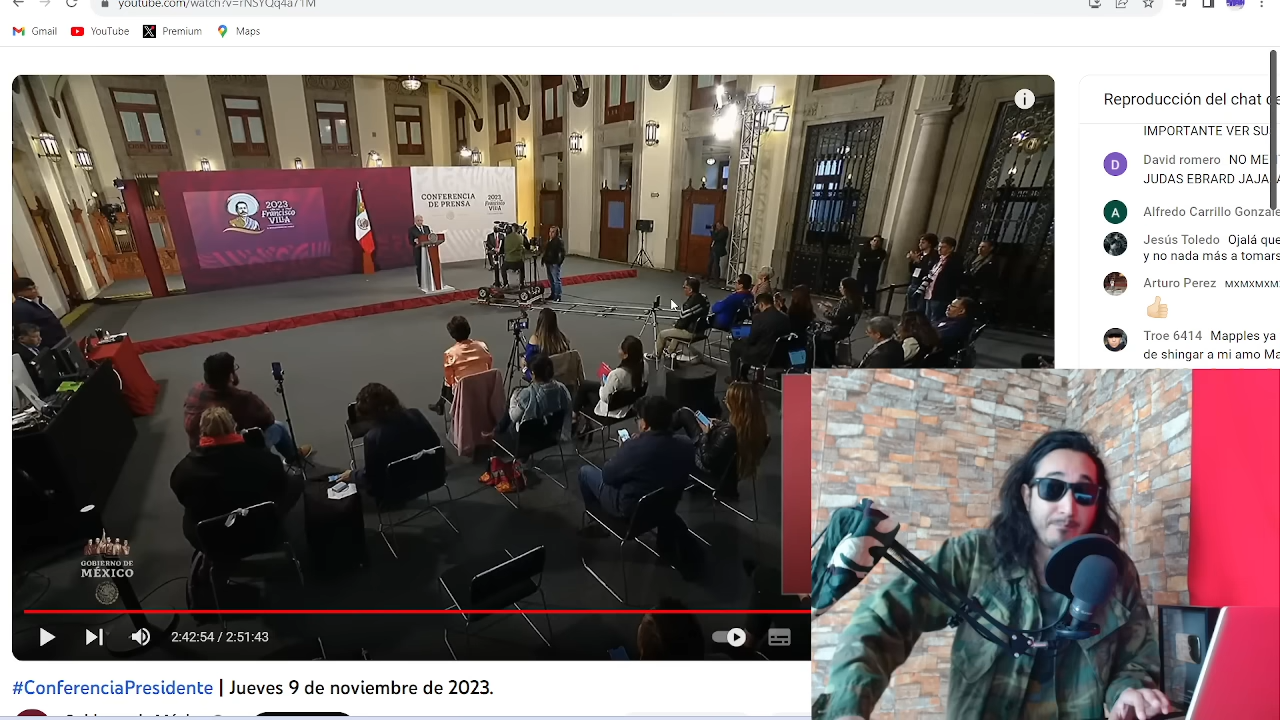 youtube.com/watch?v=rNSYQq4a71M
Gmail
YouTube
Premium
Maps
Reproducción del chat
IMPORTANTE VER SU
David romero NO ME
JUDAS EBRARD JAJA
Alfredo Carrillo Gonzal
Jesús Toledo Ojalá que
y no nada más a tomars
Arturo Perez MXMXMXM
Troe 6414 Mapples ya
de shingar a mi amo Ma
2023
Francisco
VILLA
CONFERENCIA
DE PRENSA
2023
Francisco
VILLA
GOBIERNO DE
MÉXICO
2:42:54 / 2:51:43
#ConferenciaPresidente | Jueves 9 de noviembre de 2023.